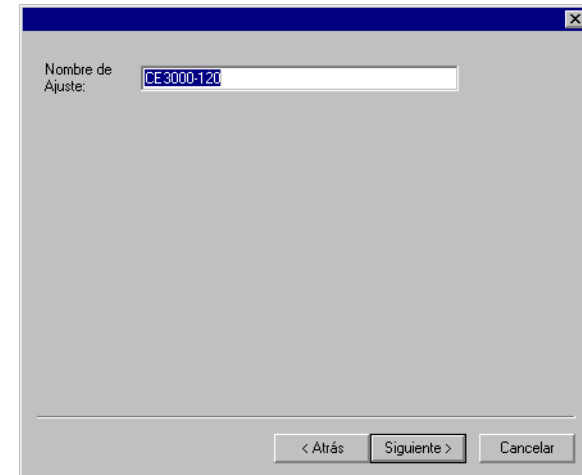 Nombre de
Ajuste:
CE3000-120
< Atrás
Siguiente >
Cancelar